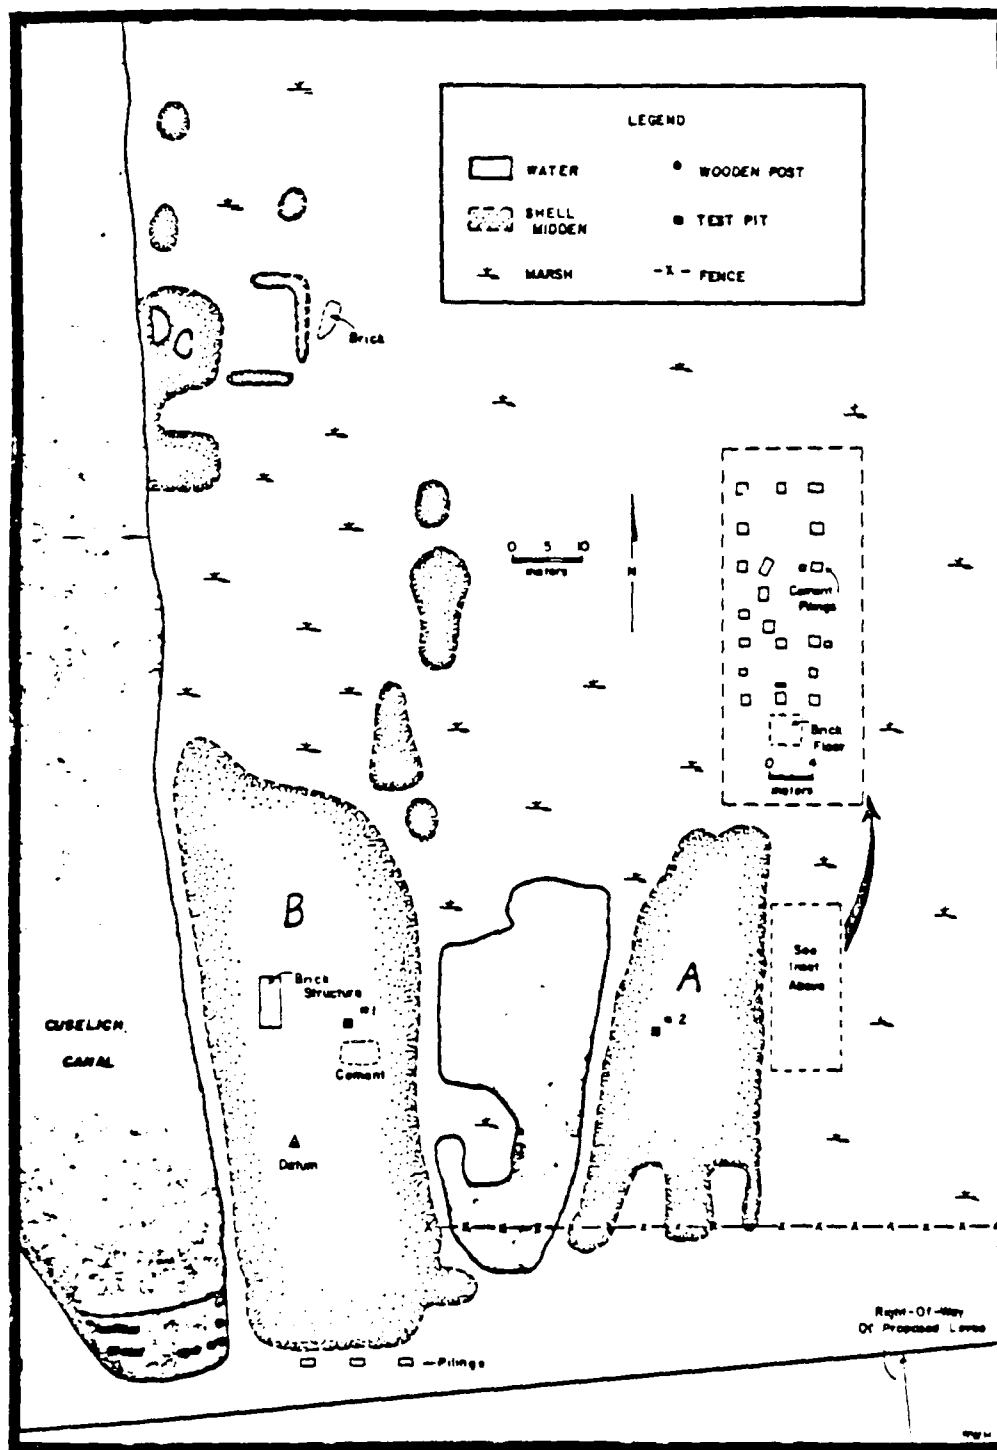 LEGEND
WATER
WOODEN POST
SHELL
MIDDEN
TEST PIT
MARSH
-X- FENCE
C
Brick
0 5 10
meters
N
Cement
Pilings
Brick
Floor
0 4
meters
B
A
See
Inset
Above
Brick
Structure
#1
#2
CUSELICH
CANAL
Cement
Datum
Right-Of-Way
Of Proposed Levee
Pilings